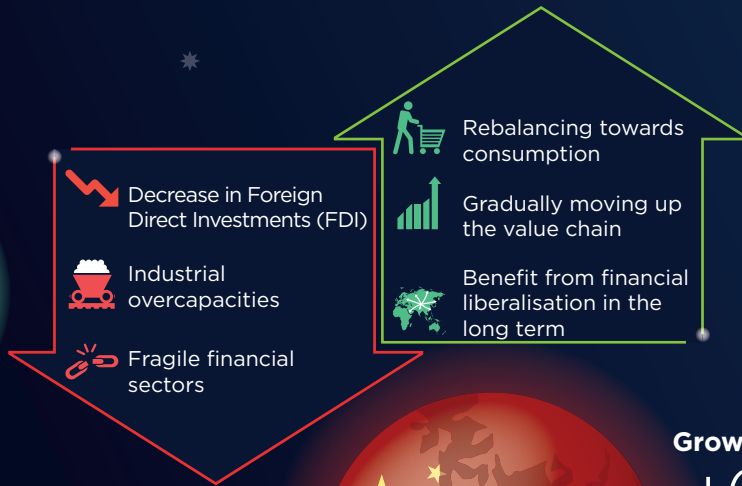 Decrease in Foreign
Direct Investments (FDI)
Industrial
overcapacities
Fragile financial
sectors
Rebalancing towards
consumption
Gradually moving up
the value chain
Benefit from financial
liberalisation in the
long term